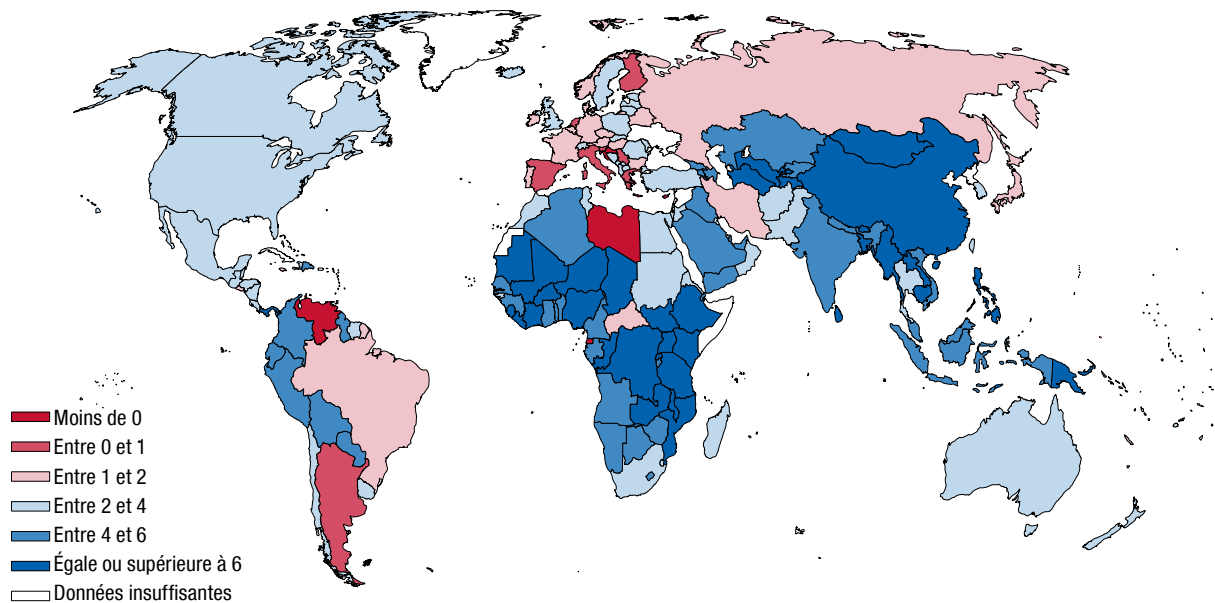 Moins de 0
Entre 0 et 1
Entre 1 et 2
Entre 2 et 4
Entre 4 et 6
Égale ou supérieure à 6
Données insuffisantes